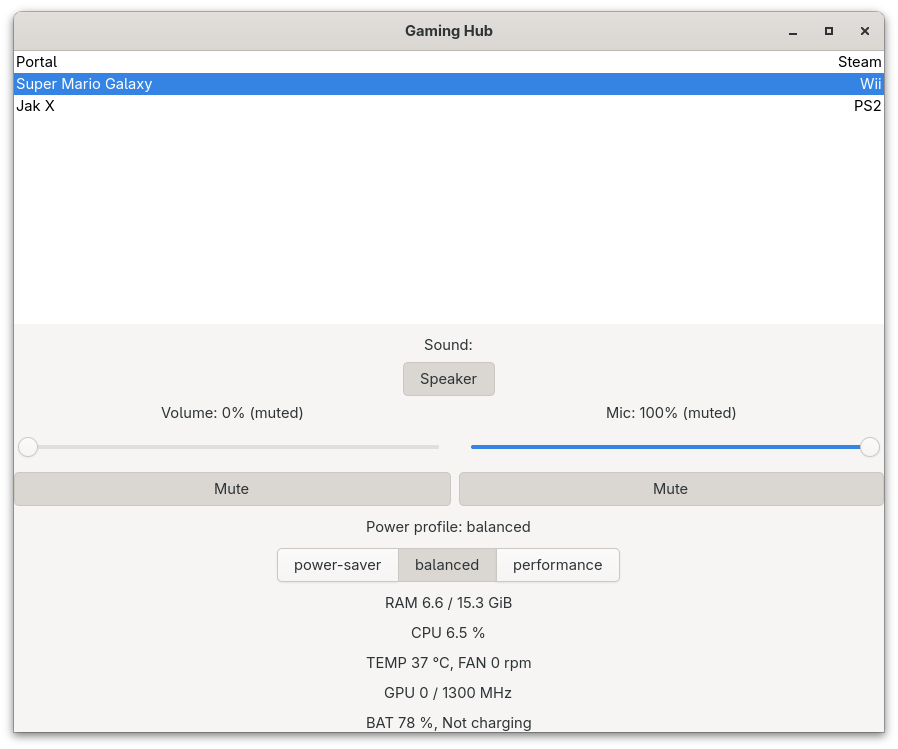 Gaming Hub
Portal Steam
Super Mario Galaxy Wii
Jak X PS2
Sound:
Speaker
Volume: 0% (muted) Mic: 100% (muted)
Mute Mute
Power profile: balanced
power-saver balanced performance
RAM 6.6 / 15.3 GiB
CPU 6.5 %
TEMP 37 °C, FAN 0 rpm
GPU 0 / 1300 MHz
BAT 78 %, Not charging